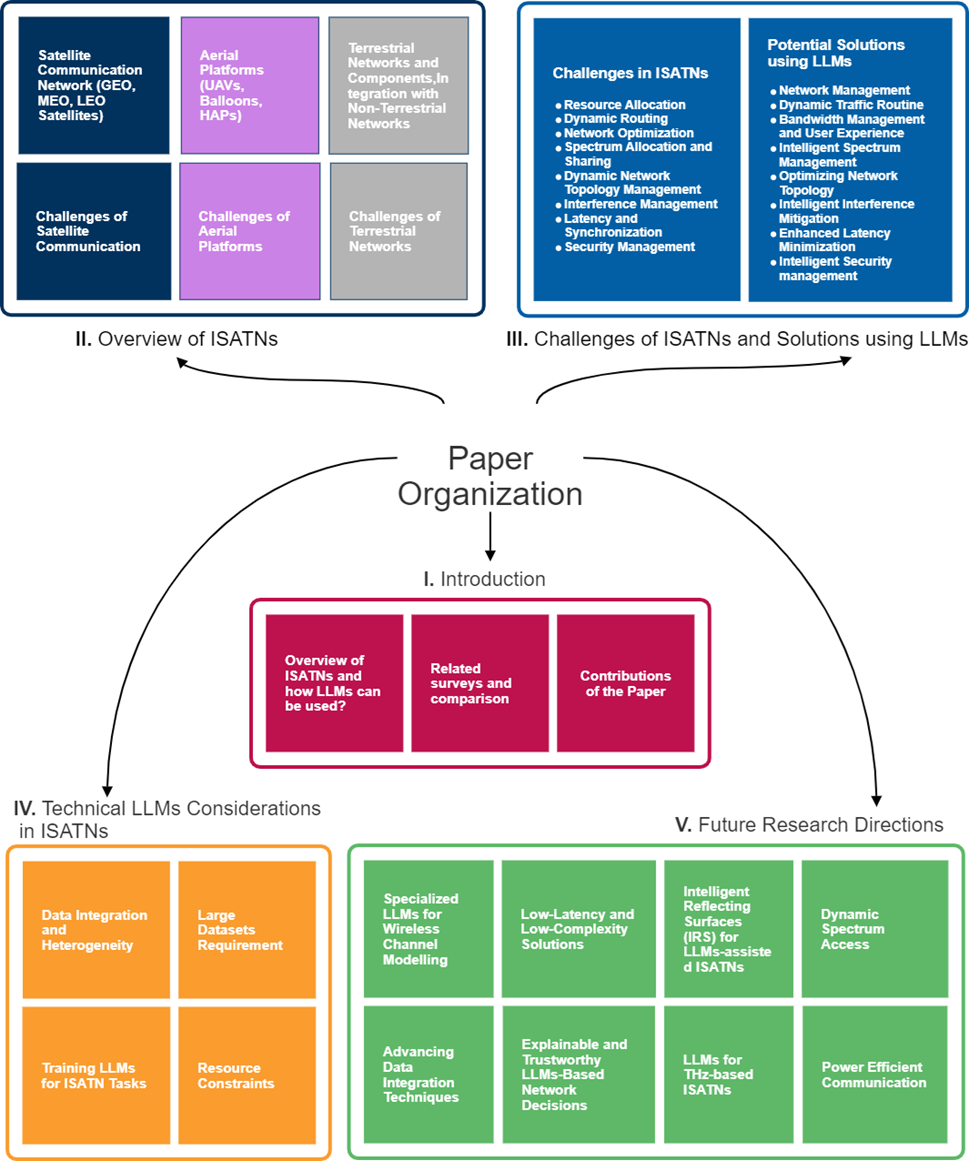 Satellite
Communication
Network (GEO,
MEO, LEO
Satellites)
Aerial
Platforms
(UAVs,
Balloons,
HAPs)
Terrestrial
Networks and
Components,In
tegration with
Non-Terrestrial
Networks
Challenges of
Satellite
Communication
Challenges of
Aerial
Platforms
Challenges of
Terrestrial
Networks
II. Overview of ISATNs
Challenges in ISATNs
● Resource Allocation
● Dynamic Routing
● Network Optimization
● Spectrum Allocation and
Sharing
● Dynamic Network
Topology Management
● Interference Management
● Latency and
Synchronization
● Security Management
Potential Solutions
using LLMs
● Network Management
● Dynamic Traffic Routine
● Bandwidth Management
and User Experience
● Intelligent Spectrum
Management
● Optimizing Network
Topology
● Intelligent Interference
Mitigation
● Enhanced Latency
Minimization
● Intelligent Security
management
III. Challenges of ISATNs and Solutions using LLMs
Paper
Organization
I. Introduction
Overview of
ISATNs and
how LLMs can
be used?
Related
surveys and
comparison
Contributions
of the Paper
IV. Technical LLMs Considerations
in ISATNs
Data Integration
and
Heterogeneity
Large
Datasets
Requirement
Training LLMs
for ISATN Tasks
Resource
Constraints
V. Future Research Directions
Specialized
LLMs for
Wireless
Channel
Modelling
Low-Latency and
Low-Complexity
Solutions
Intelligent
Reflecting
Surfaces
(IRS) for
LLMs-assiste
d ISATNs
Dynamic
Spectrum
Access
Advancing
Data
Integration
Techniques
Explainable and
Trustworthy
LLMs-Based
Network
Decisions
LLMs for
THz-based
ISATNs
Power Efficient
Communication